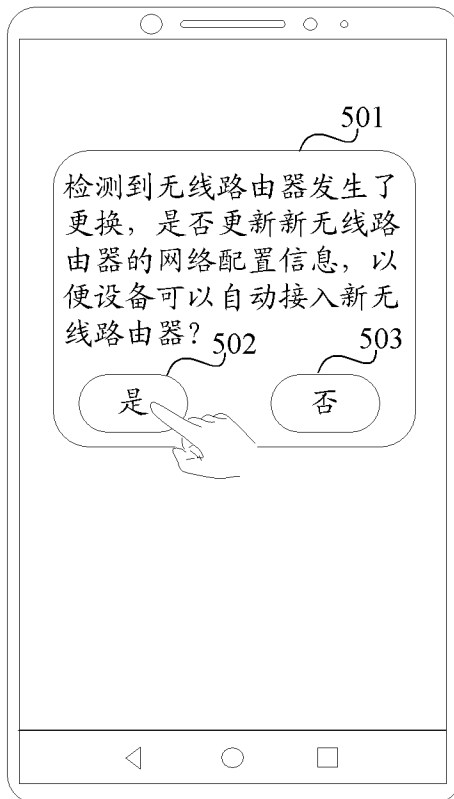 501
检测到无线路由器发生了
更换，是否更新新无线路
由器的网络配置信息，以
便设备可以自动接入新无
线路由器？
502
503
是
否